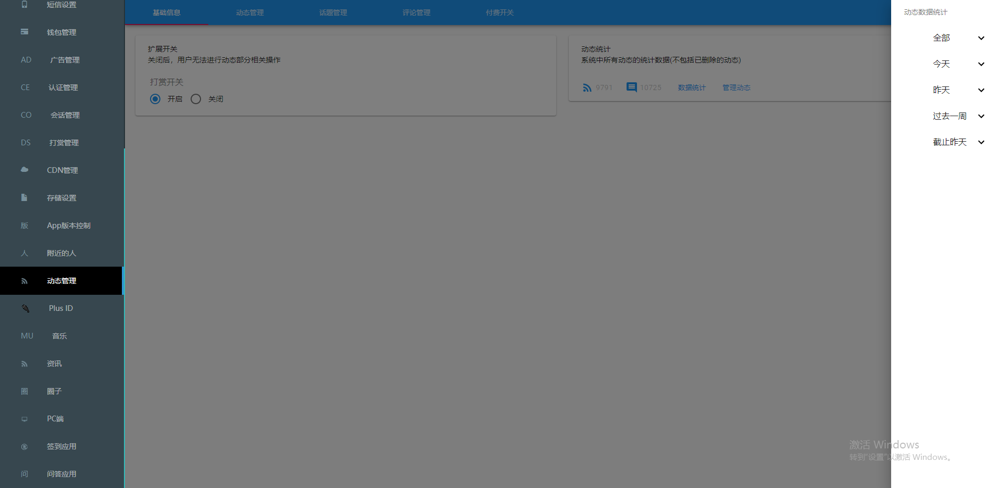 短信设置
钱包管理
AD 广告管理
CE 认证管理
CO 会话管理
DS 打赏管理
CDN管理
存储设置
版 App版本控制
人 附近的人
动态管理
Plus ID
MU 音乐
资讯
圈 圈子
PC端
签到应用
问 问答应用
基础信息 动态管理 话题管理 评论管理 付费开关
扩展开关
关闭后，用户无法进行动态部分相关操作
打赏开关
开启 关闭
动态统计
系统中所有动态的统计数据(不包括已删除的动态)
9791 10725 数据统计 管理动态
动态数据统计
全部
今天
昨天
过去一周
截止昨天
激活 Windows
转到"设置"以激活 Windows。